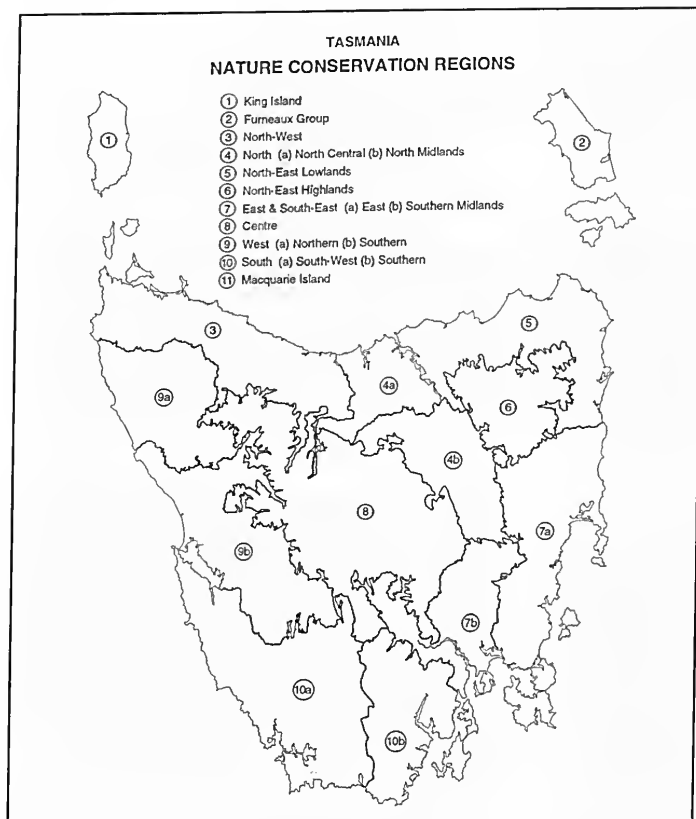 TASMANIA
NATURE CONSERVATION REGIONS
1 King Island
2 Furneaux Group
3 North-West
4 North (a) North Central (b) North Midlands
5 North-East Lowlands
6 North-East Highlands
7 East & South-East (a) East (b) Southern Midlands
8 Centre
9 West (a) Northern (b) Southern
10 South (a) South-West (b) Southern
11 Macquarie Island
1
2
3
5
4a
9a
6
4b
8
7a
9b
7b
10a
10b